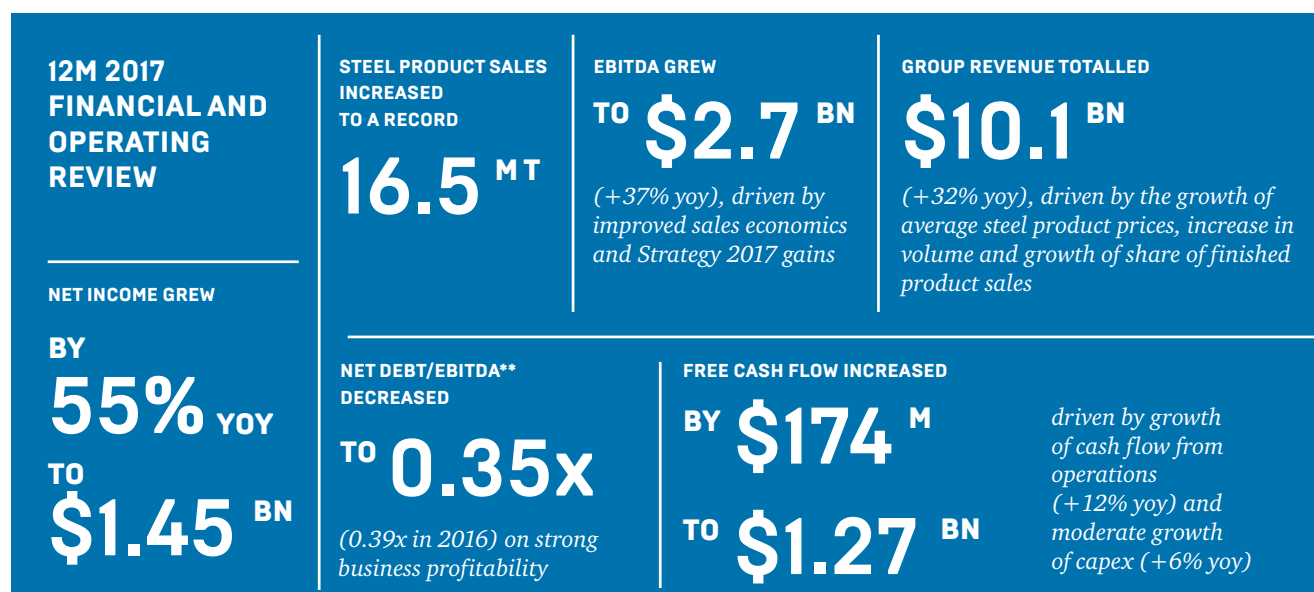 12M 2017
FINANCIAL AND
OPERATING
REVIEW
NET INCOME GREW
BY
55% YOY
TO
$1.45 BN
STEEL PRODUCT SALES
INCREASED
TO A RECORD
16.5 MT
EBITDA GREW
TO $2.7 BN
(+37% yoy), driven by
improved sales economics
and Strategy 2017 gains
GROUP REVENUE TOTALLED
$10.1 BN
(+32% yoy), driven by the growth of
average steel product prices, increase in
volume and growth of share of finished
product sales
NET DEBT/EBITDA**
DECREASED
TO 0.35x
(0.39x in 2016) on strong
business profitability
FREE CASH FLOW INCREASED
BY $174 M
TO $1.27 BN
driven by growth
of cash flow from
operations
(+12% yoy) and
moderate growth
of capex (+6% yoy)